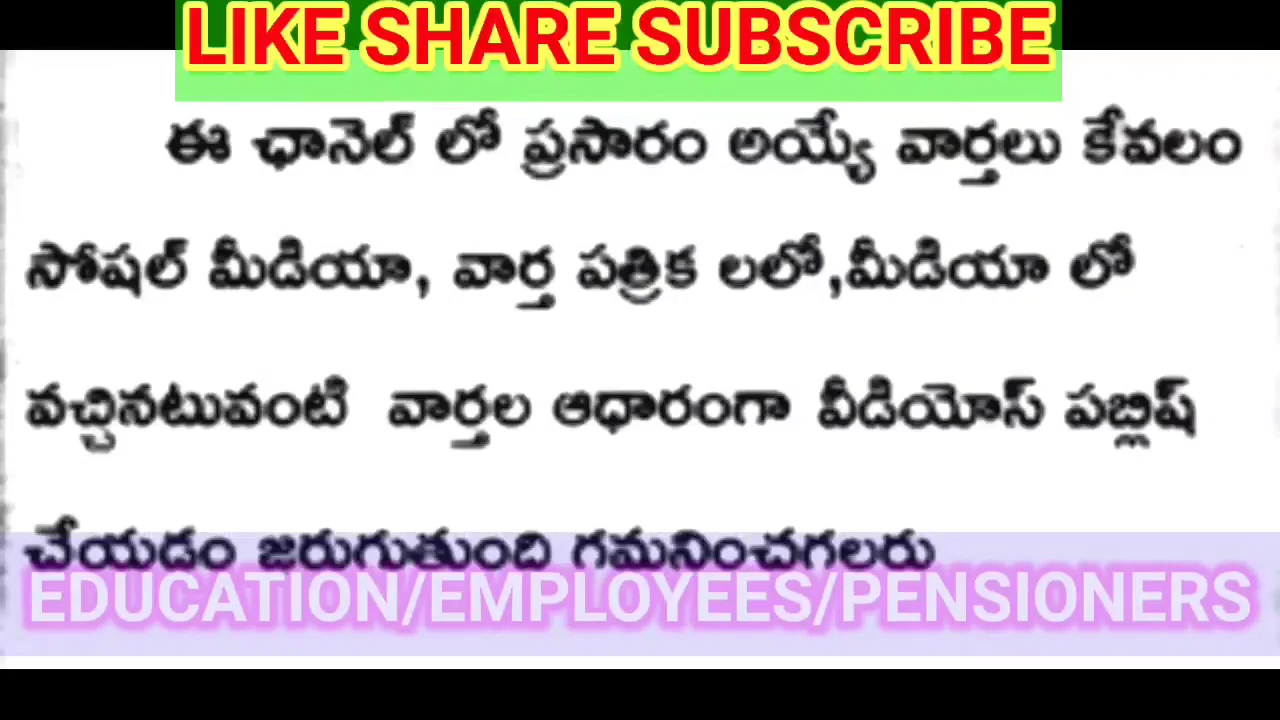 LIKE SHARE SUBSCRIBE
ఈ ఛానెల్ లో ప్రసారం అయ్యే వార్తలు కేవలం
సోషల్ మీడియా, వార్త పత్రిక లలో,మీడియా లో
వచ్చినటువంటి వార్తల ఆధారంగా వీడియోస్ పబ్లిష్
చేయడం జరుగుతుంది గమనించగలరు
EDUCATION/EMPLOYEES/PENSIONERS